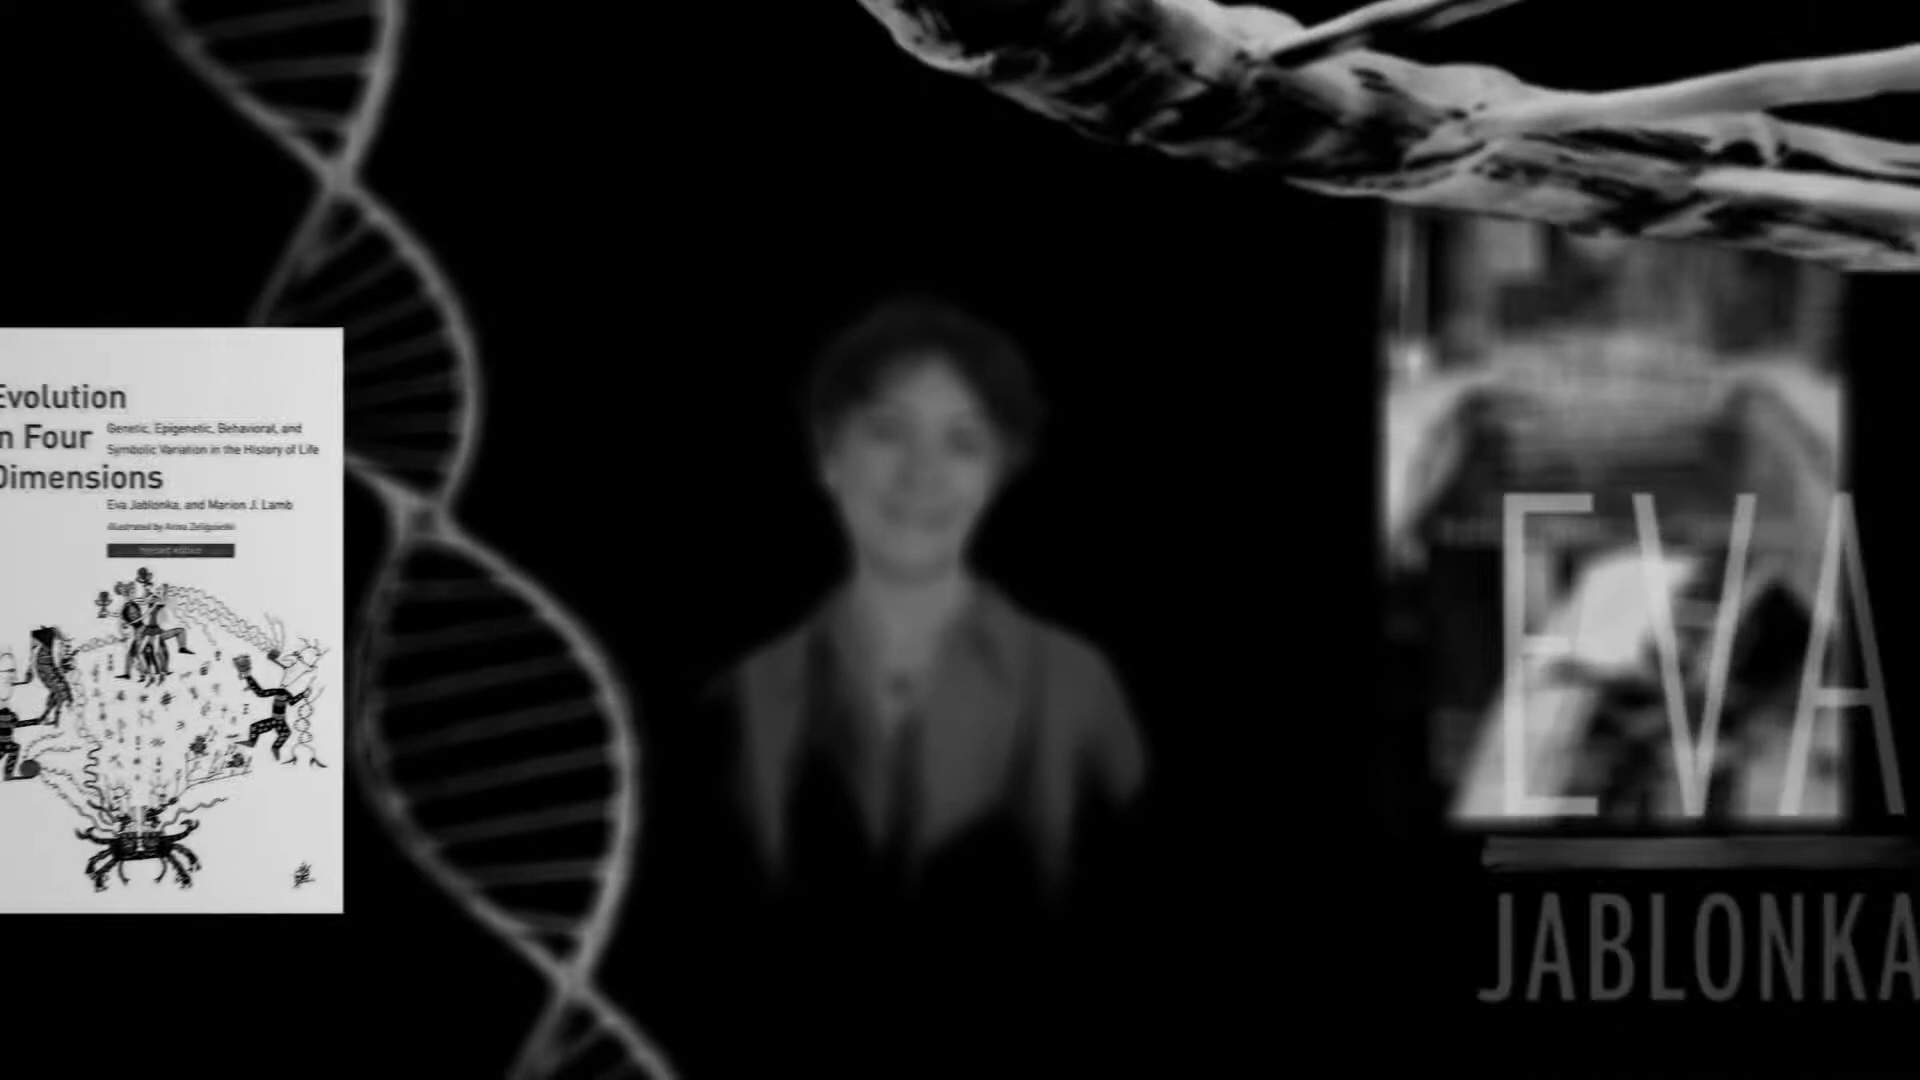 Evolution
in Four
Genetic, Epigenetic, Behavioral, and
Symbolic Variation in the History of Life
Dimensions
Eva Jablonka, and Marion J. Lamb
illustrated by Anna Zeligowski
EVA
JABLONKA